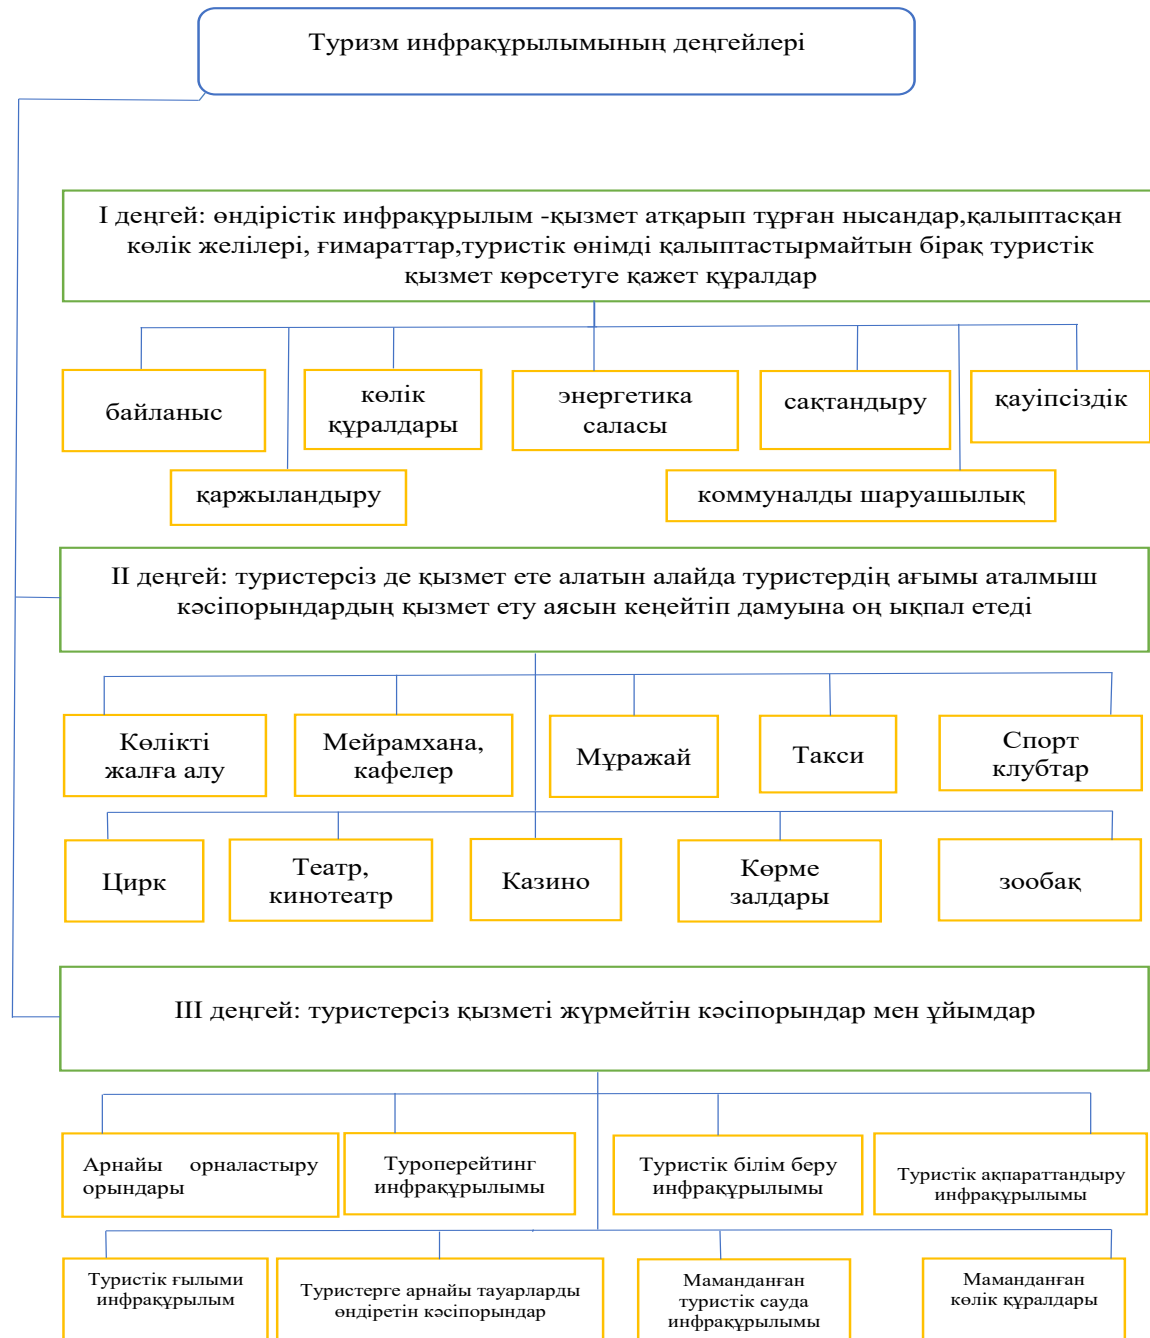 Туризм инфрақұрылымының деңгейлері
I деңгей: өндірістік инфрақұрылым -қызмет атқарып тұрған нысандар,қалыптасқан
көлік желілері, ғимараттар,туристік өнімді қалыптастырмайтын бірақ туристік
қызмет көрсетуге қажет құралдар
байланыс
көлік
құралдары
энергетика
саласы
сақтандыру
қауіпсіздік
қаржыландыру
коммуналды шаруашылық
II деңгей: туристерсіз де қызмет ете алатын алайда туристердің ағымы аталмыш
кәсіпорындардың қызмет ету аясын кеңейтіп дамуына оң ықпал етеді
Көлікті
жалға алу
Мейрамхана,
кафелер
Мұражай
Такси
Спорт
клубтар
Цирк
Театр,
кинотеатр
Казино
Көрме
залдары
зообақ
III деңгей: туристерсіз қызметі жүрмейтін кәсіпорындар мен ұйымдар
Арнайы орналастыру
орындары
Туроперейтинг
инфрақұрылымы
Туристік білім беру
инфрақұрылымы
Туристік ақпараттандыру
инфрақұрылымы
Туристік ғылыми
инфрақұрылым
Туристерге арнайы тауарларды
өндіретін кәсіпорындар
Маманданған
туристік сауда
инфрақұрылымы
Маманданған
көлік құралдары